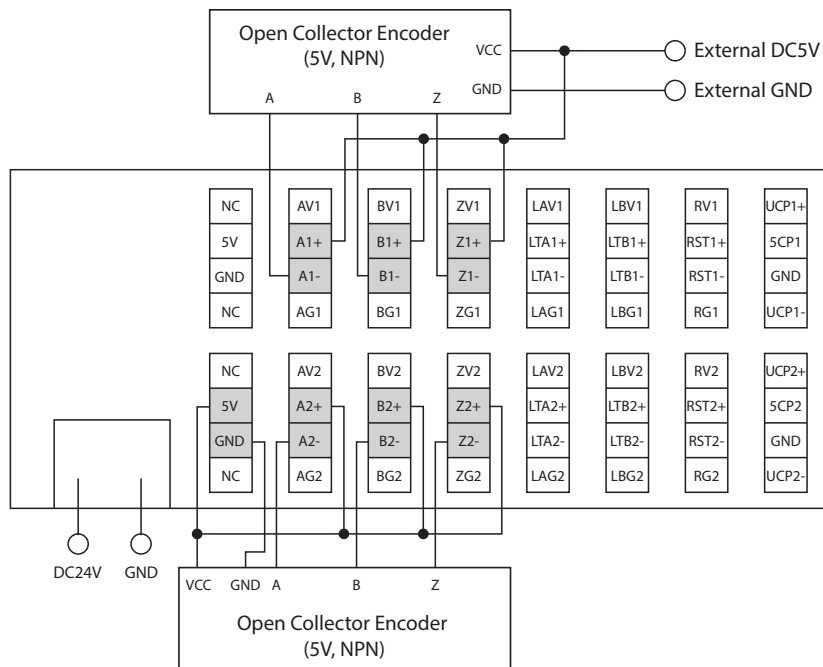 Open Collector Encoder
(5V, NPN)
VCC
External DC5V
GND
External GND
A B Z
NC AV1 BV1 ZV1 LAV1 LBV1 RV1 UCP1+
5V A1+ B1+ Z1+ LTA1+ LTB1+ RST1+ 5CP1
GND A1- B1- Z1- LTA1- LTB1- RST1- GND
NC AG1 BG1 ZG1 LAG1 LBG1 RG1 UCP1-
NC AV2 BV2 ZV2 LAV2 LBV2 RV2 UCP2+
5V A2+ B2+ Z2+ LTA2+ LTB2+ RST2+ 5CP2
GND A2- B2- Z2- LTA2- LTB2- RST2- GND
NC AG2 BG2 ZG2 LAG2 LBG2 RG2 UCP2-
DC24V GND
VCC GND A B Z
Open Collector Encoder
(5V, NPN)